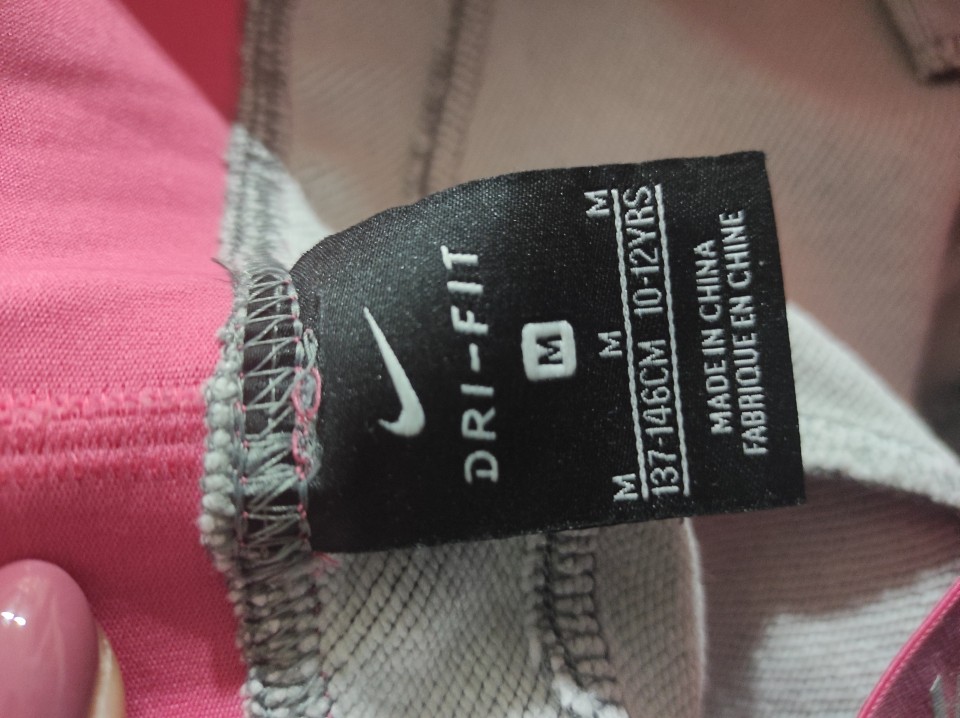 DRI-FIT
M
M M M
137-146CM 10-12YRS
MADE IN CHINA
FABRIQUE EN CHINE